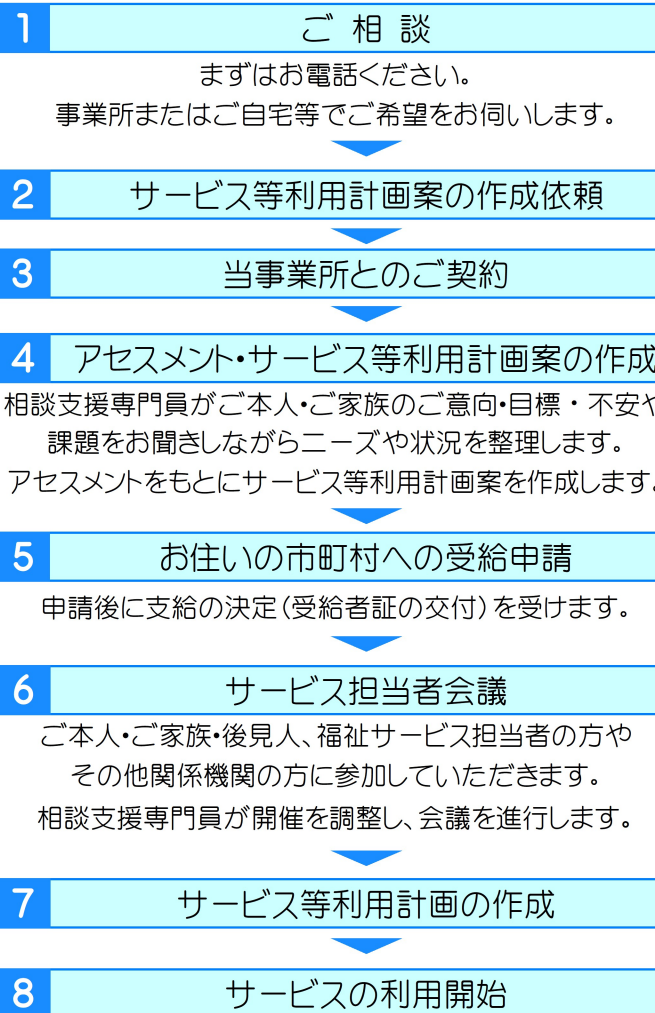 1 ご相談
まずはお電話ください。
事業所またはご自宅等でご希望をお伺いします。
2 サービス等利用計画案の作成依頼
3 当事業所とのご契約
4 アセスメント・サービス等利用計画案の作成
相談支援専門員がご本人・ご家族のご意向・目標・不安や
課題をお聞きしながらニーズや状況を整理します。
アセスメントをもとにサービス等利用計画案を作成します。
5 お住いの市町村への受給申請
申請後に支給の決定(受給者証の交付)を受けます。
6 サービス担当者会議
ご本人・ご家族・後見人、福祉サービス担当者の方や
その他関係機関の方に参加していただきます。
相談支援専門員が開催を調整し、会議を進行します。
7 サービス等利用計画の作成
8 サービスの利用開始